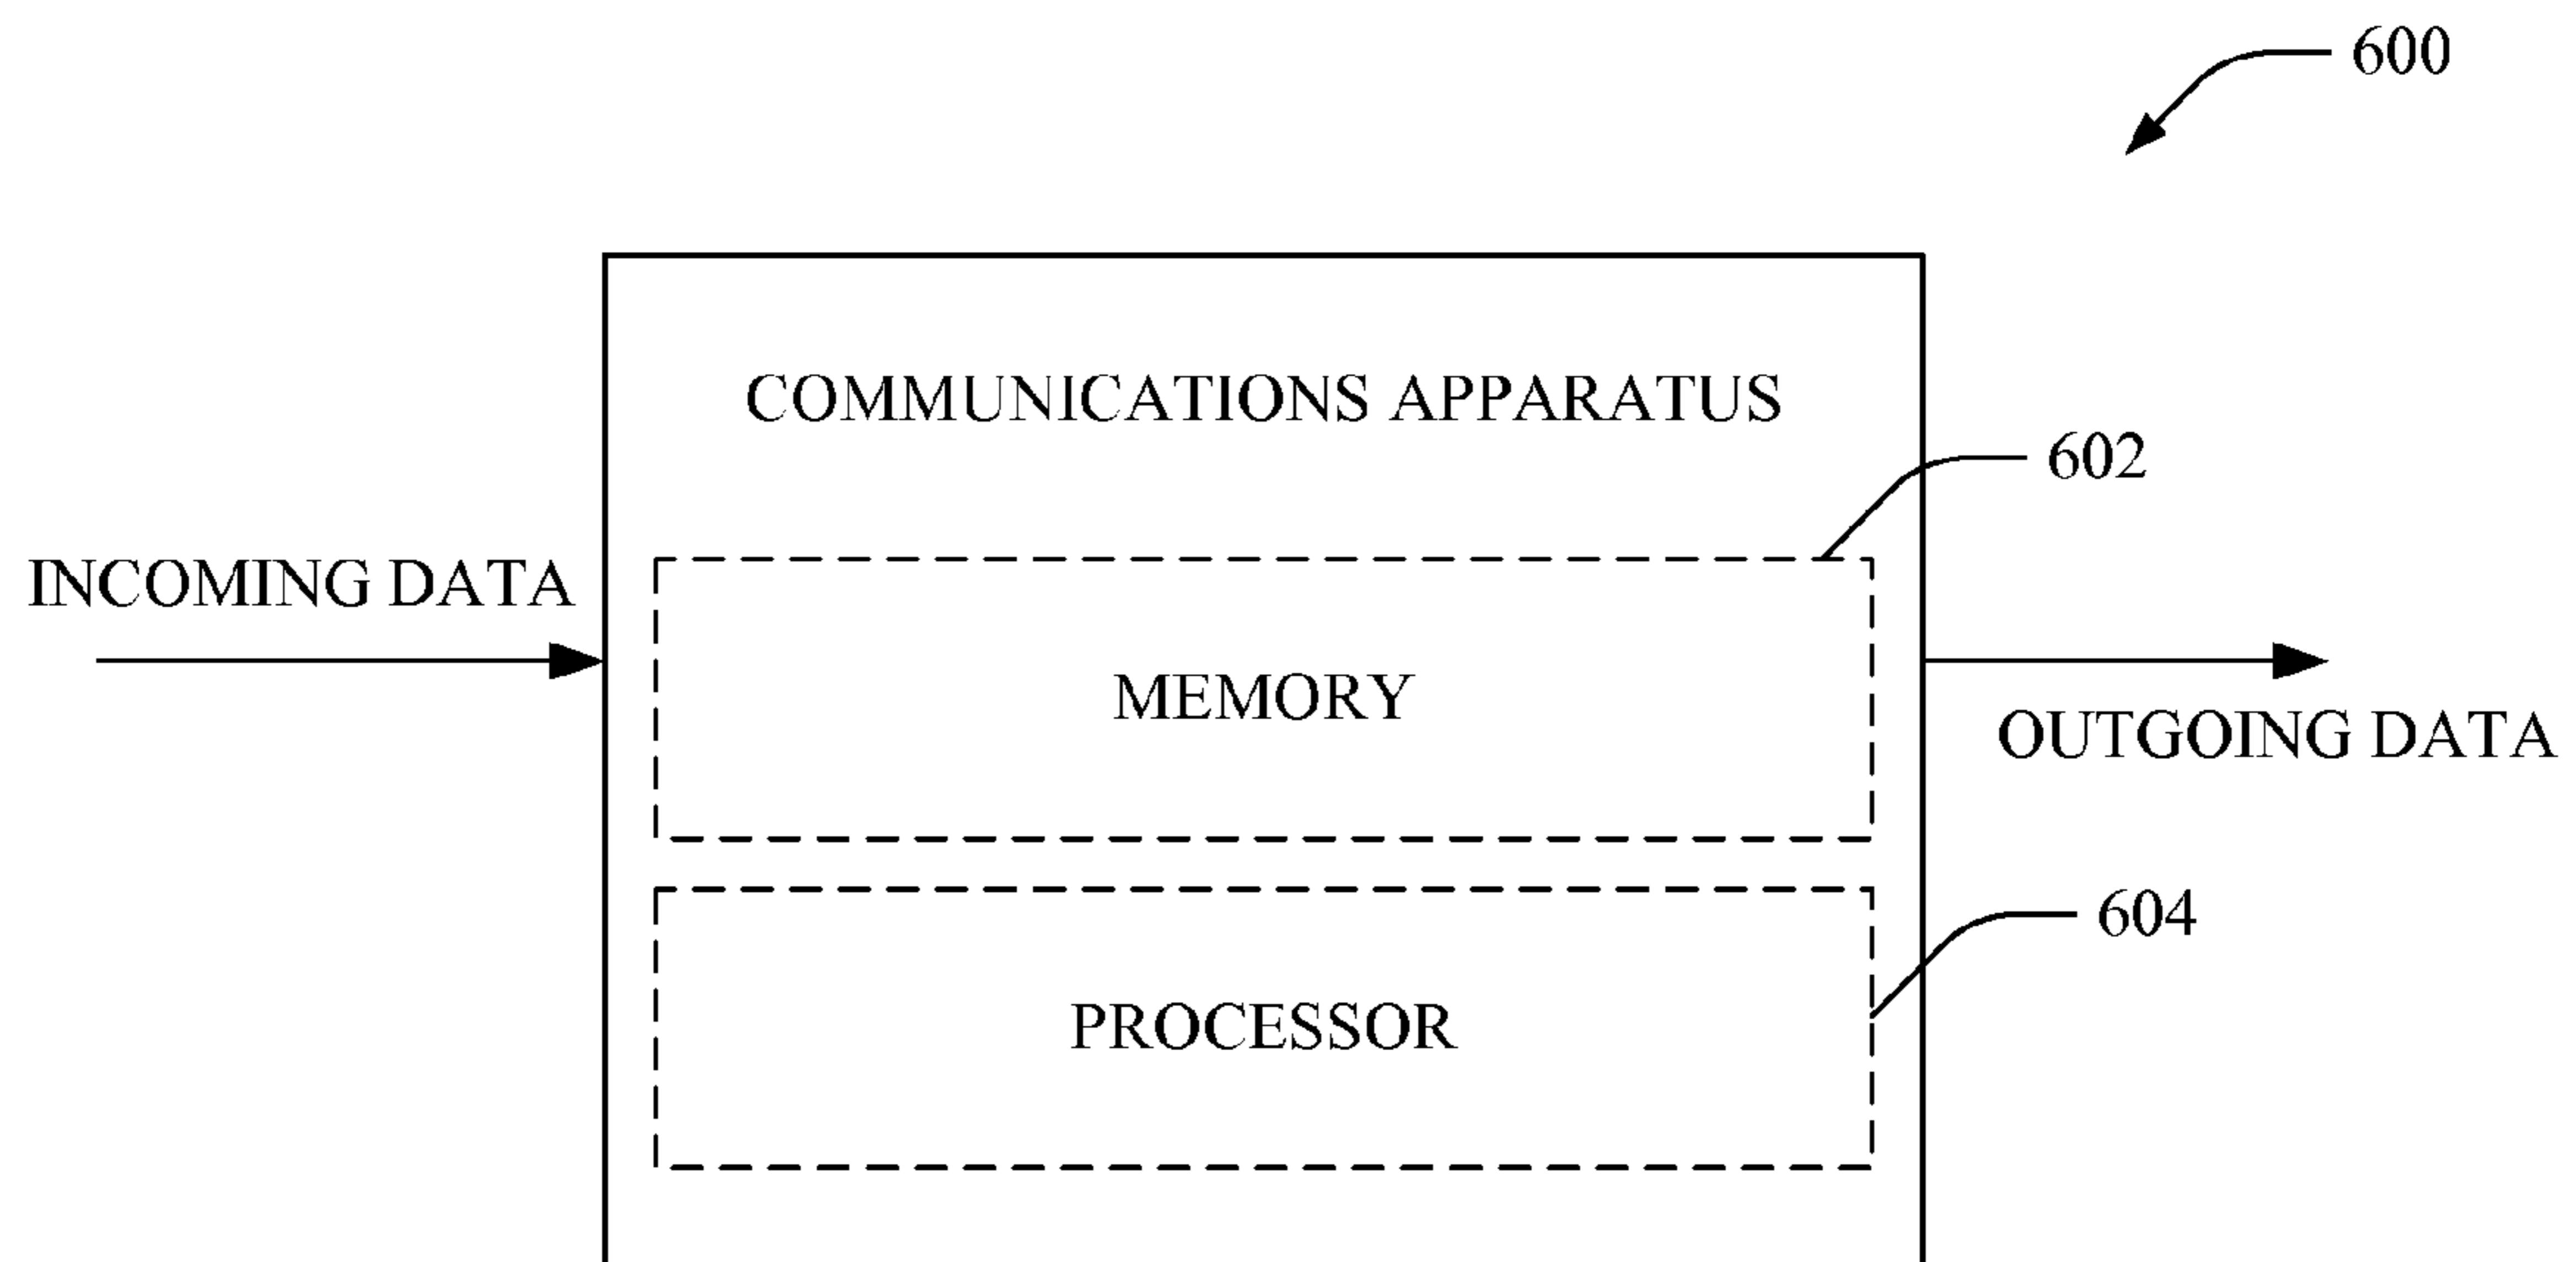 600
COMMUNICATIONS APPARATUS
602
INCOMING DATA
MEMORY
OUTGOING DATA
604
PROCESSOR